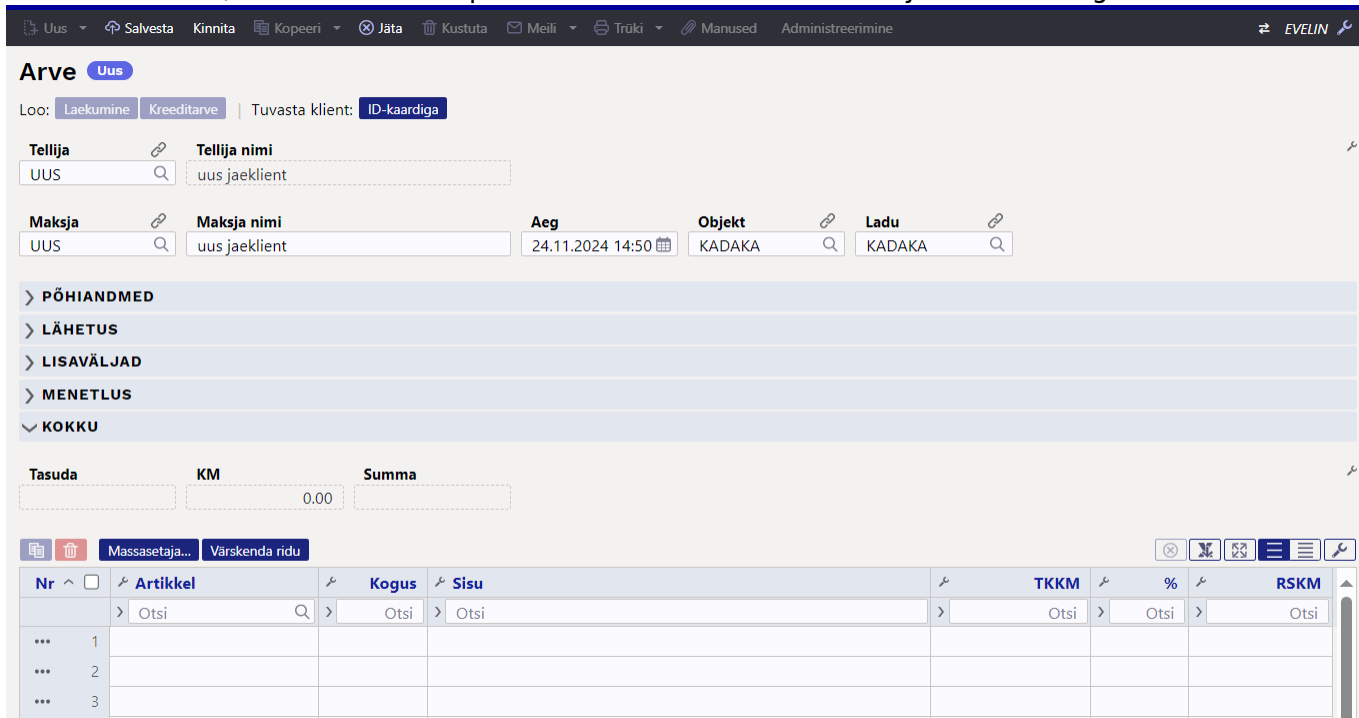 Uus Salvesta Kinnita Kopeeri Jäta Kustuta Meili Trüki Manused Administreerimine EVELIN
Arve Uus
Loo: Laekumine Kreeditarve | Tuvasta klient: ID-kaardiga
Tellija Tellija nimi
UUS uus jaeklient
Maksja Maksja nimi Aeg Objekt Ladu
UUS uus jaeklient 24.11.2024 14:50 KADAKA KADAKA
PÕHIANDMED
LÄHETUS
LISAVÄLJAD
MENETLUS
KOKKU
Tasuda KM Summa
0.00
Massasetaja... Värskenda ridu
Nr Artikkel Kogus Sisu TKKM % RSKM
Otsi Otsi Otsi Otsi Otsi Otsi
1
2
3